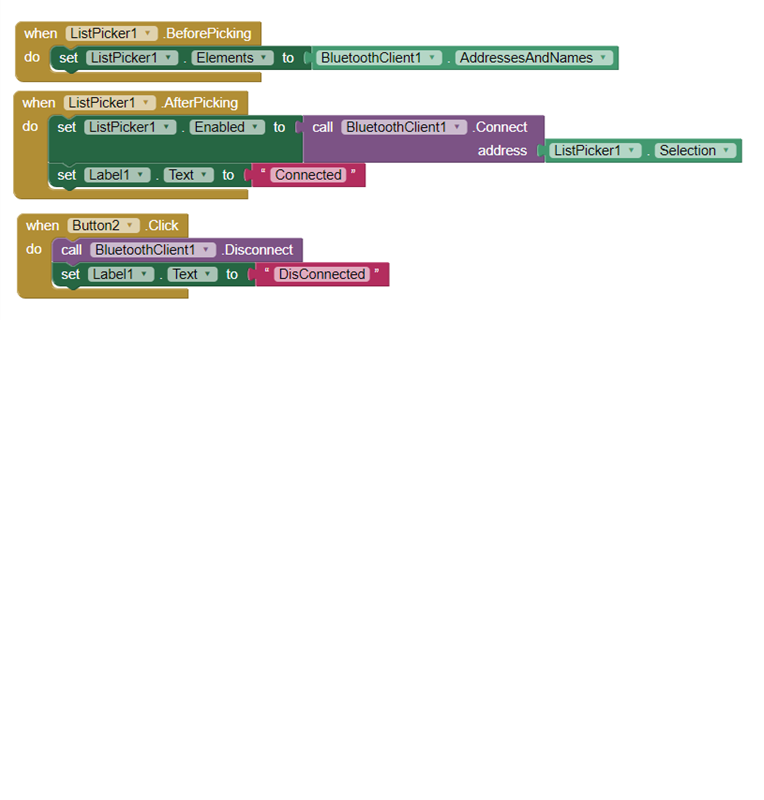 when ListPicker1 .BeforePicking
do set ListPicker1 . Elements to BluetoothClient1 . AddressesAndNames
when ListPicker1 .AfterPicking
do set ListPicker1 . Enabled to call BluetoothClient1 .Connect
address ListPicker1 . Selection
set Label1 . Text to “ Connected ”
when Button2 .Click
do call BluetoothClient1 .Disconnect
set Label1 . Text to “ DisConnected ”